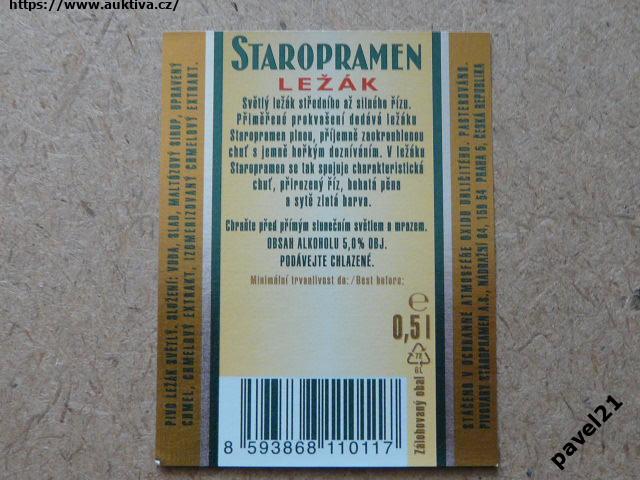 https://www.auktiva.cz/
STAROPRAMEN
LEŽÁK
Světlý ležák středního až silného řízu.
Přiměřené prokvašení dodává ležáku
Staropramen plnou, příjemně zaokrouhlenou
chuť s jemně hořkým dozníváním. V ležáku
Staropramen se tak spojuje charakteristická
chuť, přirozený říz, bohatá pěna
a sytě zlatá barva.
Chraňte před přímým slunečním světlem a mrazem.
OBSAH ALKOHOLU 5,0% OBJ.
PODÁVEJTE CHLAZENÉ.
Minimální trvanlivost do:/Best before:
e
0,5 l
Zálohovaný obal
8 593868 110117
PIVO LEŽÁK SVĚTLÝ. SLOŽENÍ: VODA, SLAD, MALTÓZOVÝ SIRUP, UPRAVENÝ
CHMEL, CHMELOVÝ EXTRAKT, IZOMERIZOVANÝ CHMELOVÝ EXTRAKT.
STÁČENO V OCHRANNÉ ATMOSFÉŘE OXIDU UHLIČITÉHO. PASTEROVÁNO.
PIVOVARY STAROPRAMEN A.S., NÁDRAŽNÍ 84, 150 54 PRAHA 5, ČESKÁ REPUBLIKA
pavel21